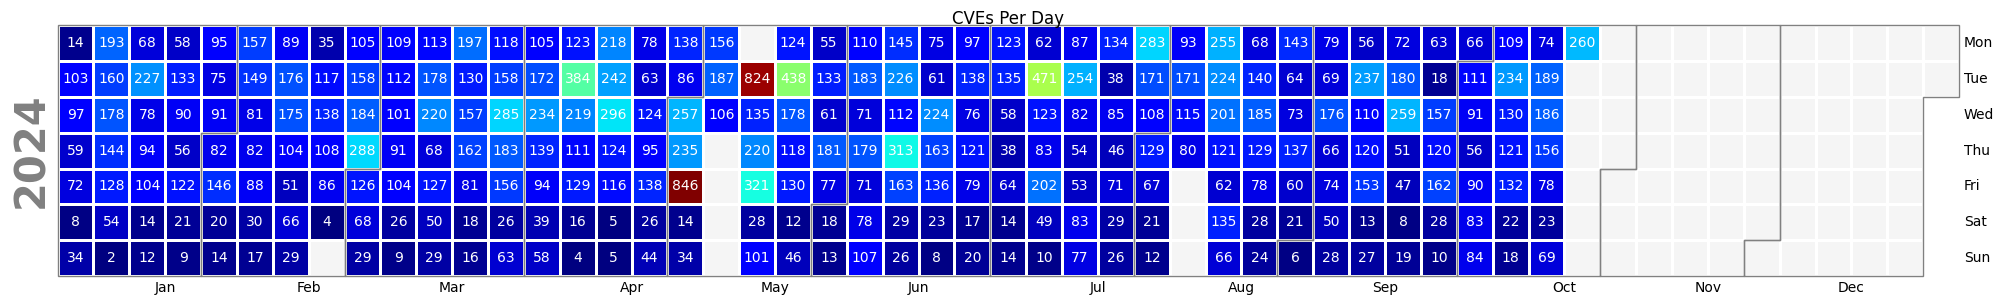 CVEs Per Day
14 193 68 58 95 157 89 35 105 109 113 197 118 105 123 218 78 138 156 124 55 110 145 75 97 123 62 87 134 283 93 255 68 143 79 56 72 63 66 109 74 260 Mon
103 160 227 133 75 149 176 117 158 112 178 130 158 172 384 242 63 86 187 824 438 133 183 226 61 138 135 471 254 38 171 171 224 140 64 69 237 180 18 111 234 189 Tue
97 178 78 90 91 81 175 138 184 101 220 157 285 234 219 296 124 257 106 135 178 61 71 112 224 76 58 123 82 85 108 115 201 185 73 176 110 259 157 91 130 186 Wed
59 144 94 56 82 82 104 108 288 91 68 162 183 139 111 124 95 235 220 118 181 179 313 163 121 38 83 54 46 129 80 121 129 137 66 120 51 120 56 121 156 Thu
72 128 104 122 146 88 51 86 126 104 127 81 156 94 129 116 138 846 321 130 77 71 163 136 79 64 202 53 71 67 62 78 60 74 153 47 162 90 132 78 Fri
8 54 14 21 20 30 66 4 68 26 50 18 26 39 16 5 26 14 28 12 18 78 29 23 17 14 49 83 29 21 135 28 21 50 13 8 28 83 22 23 Sat
34 2 12 9 14 17 29 29 9 29 16 63 58 4 5 44 34 101 46 13 107 26 8 20 14 10 77 26 12 66 24 6 28 27 19 10 84 18 69 Sun
2024
Jan Feb Mar Apr May Jun Jul Aug Sep Oct Nov Dec